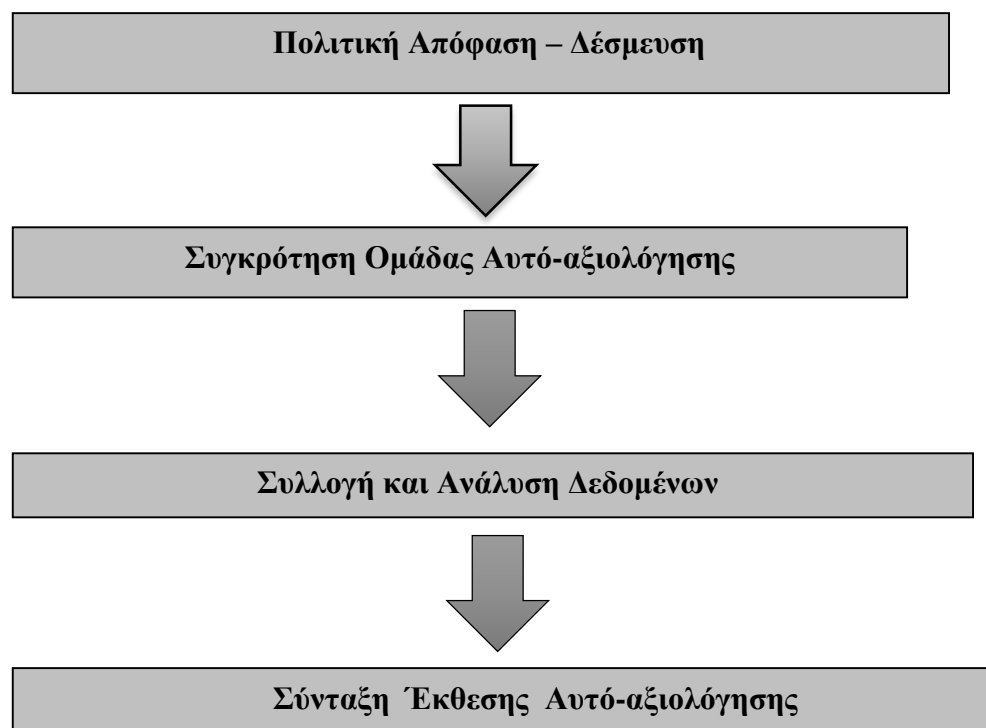 Πολιτική Απόφαση – Δέσμευση
Συγκρότηση Ομάδας Αυτό-αξιολόγησης
Συλλογή και Ανάλυση Δεδομένων
Σύνταξη Έκθεσης Αυτό-αξιολόγησης